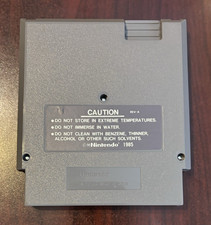 CAUTION
REV-A
•DO NOT STORE IN EXTREME TEMPERATURES.
•DO NOT IMMERSE IN WATER.
•DO NOT CLEAN WITH BENZENE, THINNER,
ALCOHOL OR OTHER SUCH SOLVENTS.
Nintendo 1985